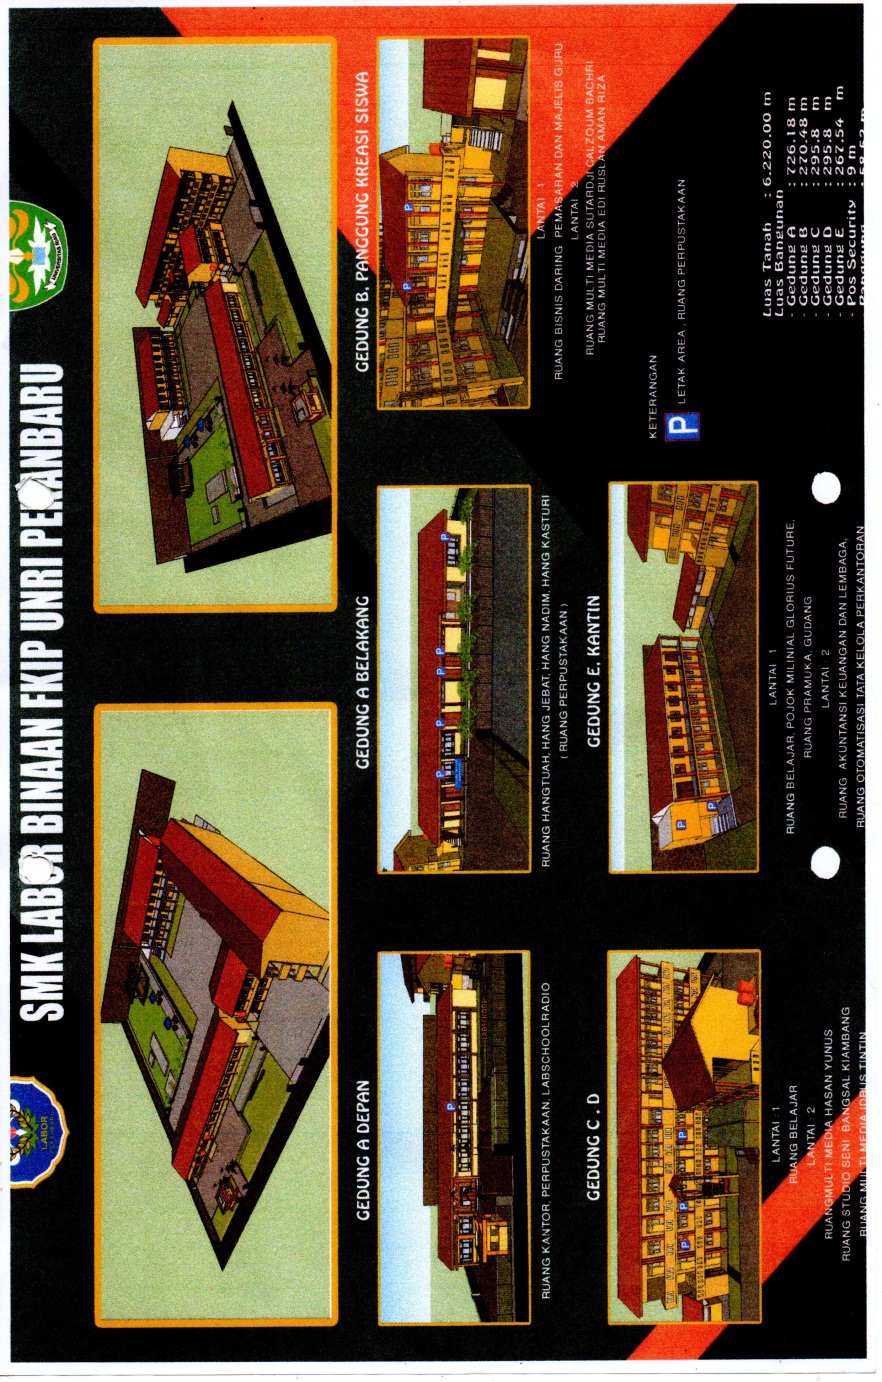 LABOR
PEKANBARU
SMK LABOR BINAAN FKIP UNRI PEKANBARU
UNIVERSITAS RIAU
GEDUNG A DEPAN
GEDUNG A BELAKANG
GEDUNG B, PANGGUNG KREASI SISWA
P
P P P P P
P P
LABSCHOOL
RUANG KANTOR, PERPUSTAKAAN, LABSCHOOLRADIO
RUANG HANGTUAH, HANG JEBAT, HANG NADIM, HANG KASTURI
( RUANG PERPUSTAKAAN )
LANTAI : 1
RUANG BISNIS DARING PEMASARAN DAN MAJELIS GURU
LANTAI : 2
RUANG MULTI MEDIA SUTARDJI CALZOUM BACHRI
RUANG MULTI MEDIA EDI RUSLAN AMAN RIZA
GEDUNG C . D
GEDUNG E, KANTIN
P P P
P
P
KETERANGAN
P LETAK AREA , RUANG PERPUSTAKAAN
LANTAI : 1
RUANG BELAJAR
LANTAI : 2
RUANGMULTI MEDIA HASAN YUNUS
RUANG STUDIO SENI BANGSAL KIAMBANG
RUANG MULTI MEDIA IDRUS TINTIN
LANTAI 1
RUANG BELAJAR, POJOK MILINIAL GLORIUS FUTURE,
RUANG PRAMUKA, GUDANG
LANTAI : 2
RUANG AKUNTANSI KEUANGAN DAN LEMBAGA,
RUANG OTOMATISASI TATA KELOLA PERKANTORAN
Luas Tanah : 6.220.00 m
Luas Bangunan
- Gedung A : 726.18 m
- Gedung B : 270.48 m
- Gedung C : 295.8 m
- Gedung D : 295.8 m
- Gedung E : 267.54 m
- Pos Security : 9 m
- Panggung : 58.52 m